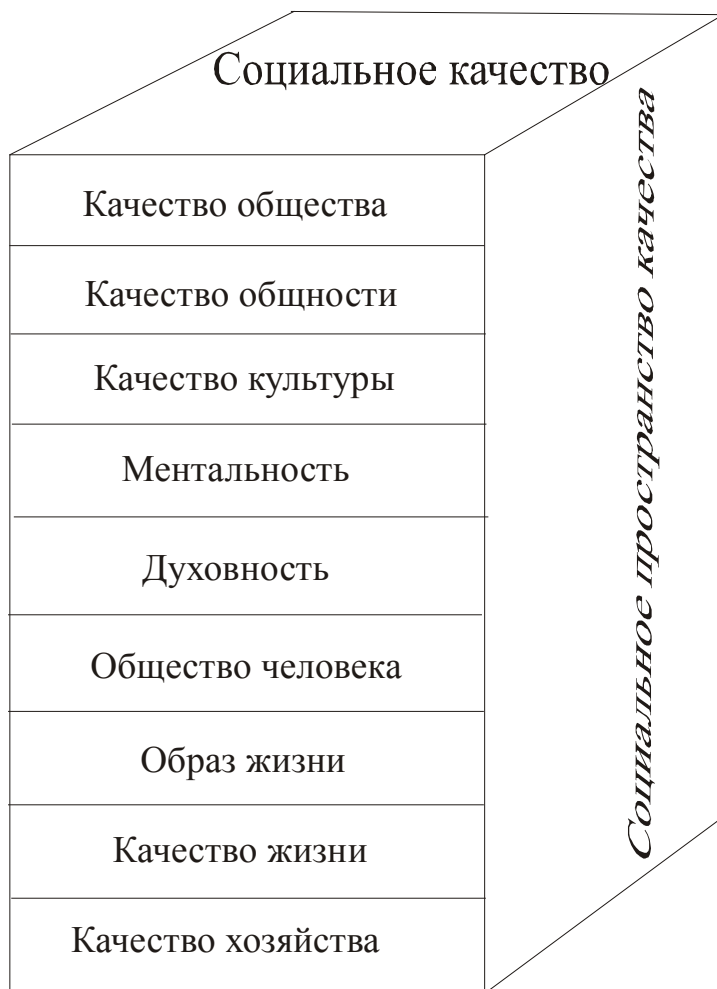 Социальное качество
Качество общества
Качество общности
Качество культуры
Ментальность
Духовность
Общество человека
Образ жизни
Качество жизни
Качество хозяйства
Социальное пространство качества